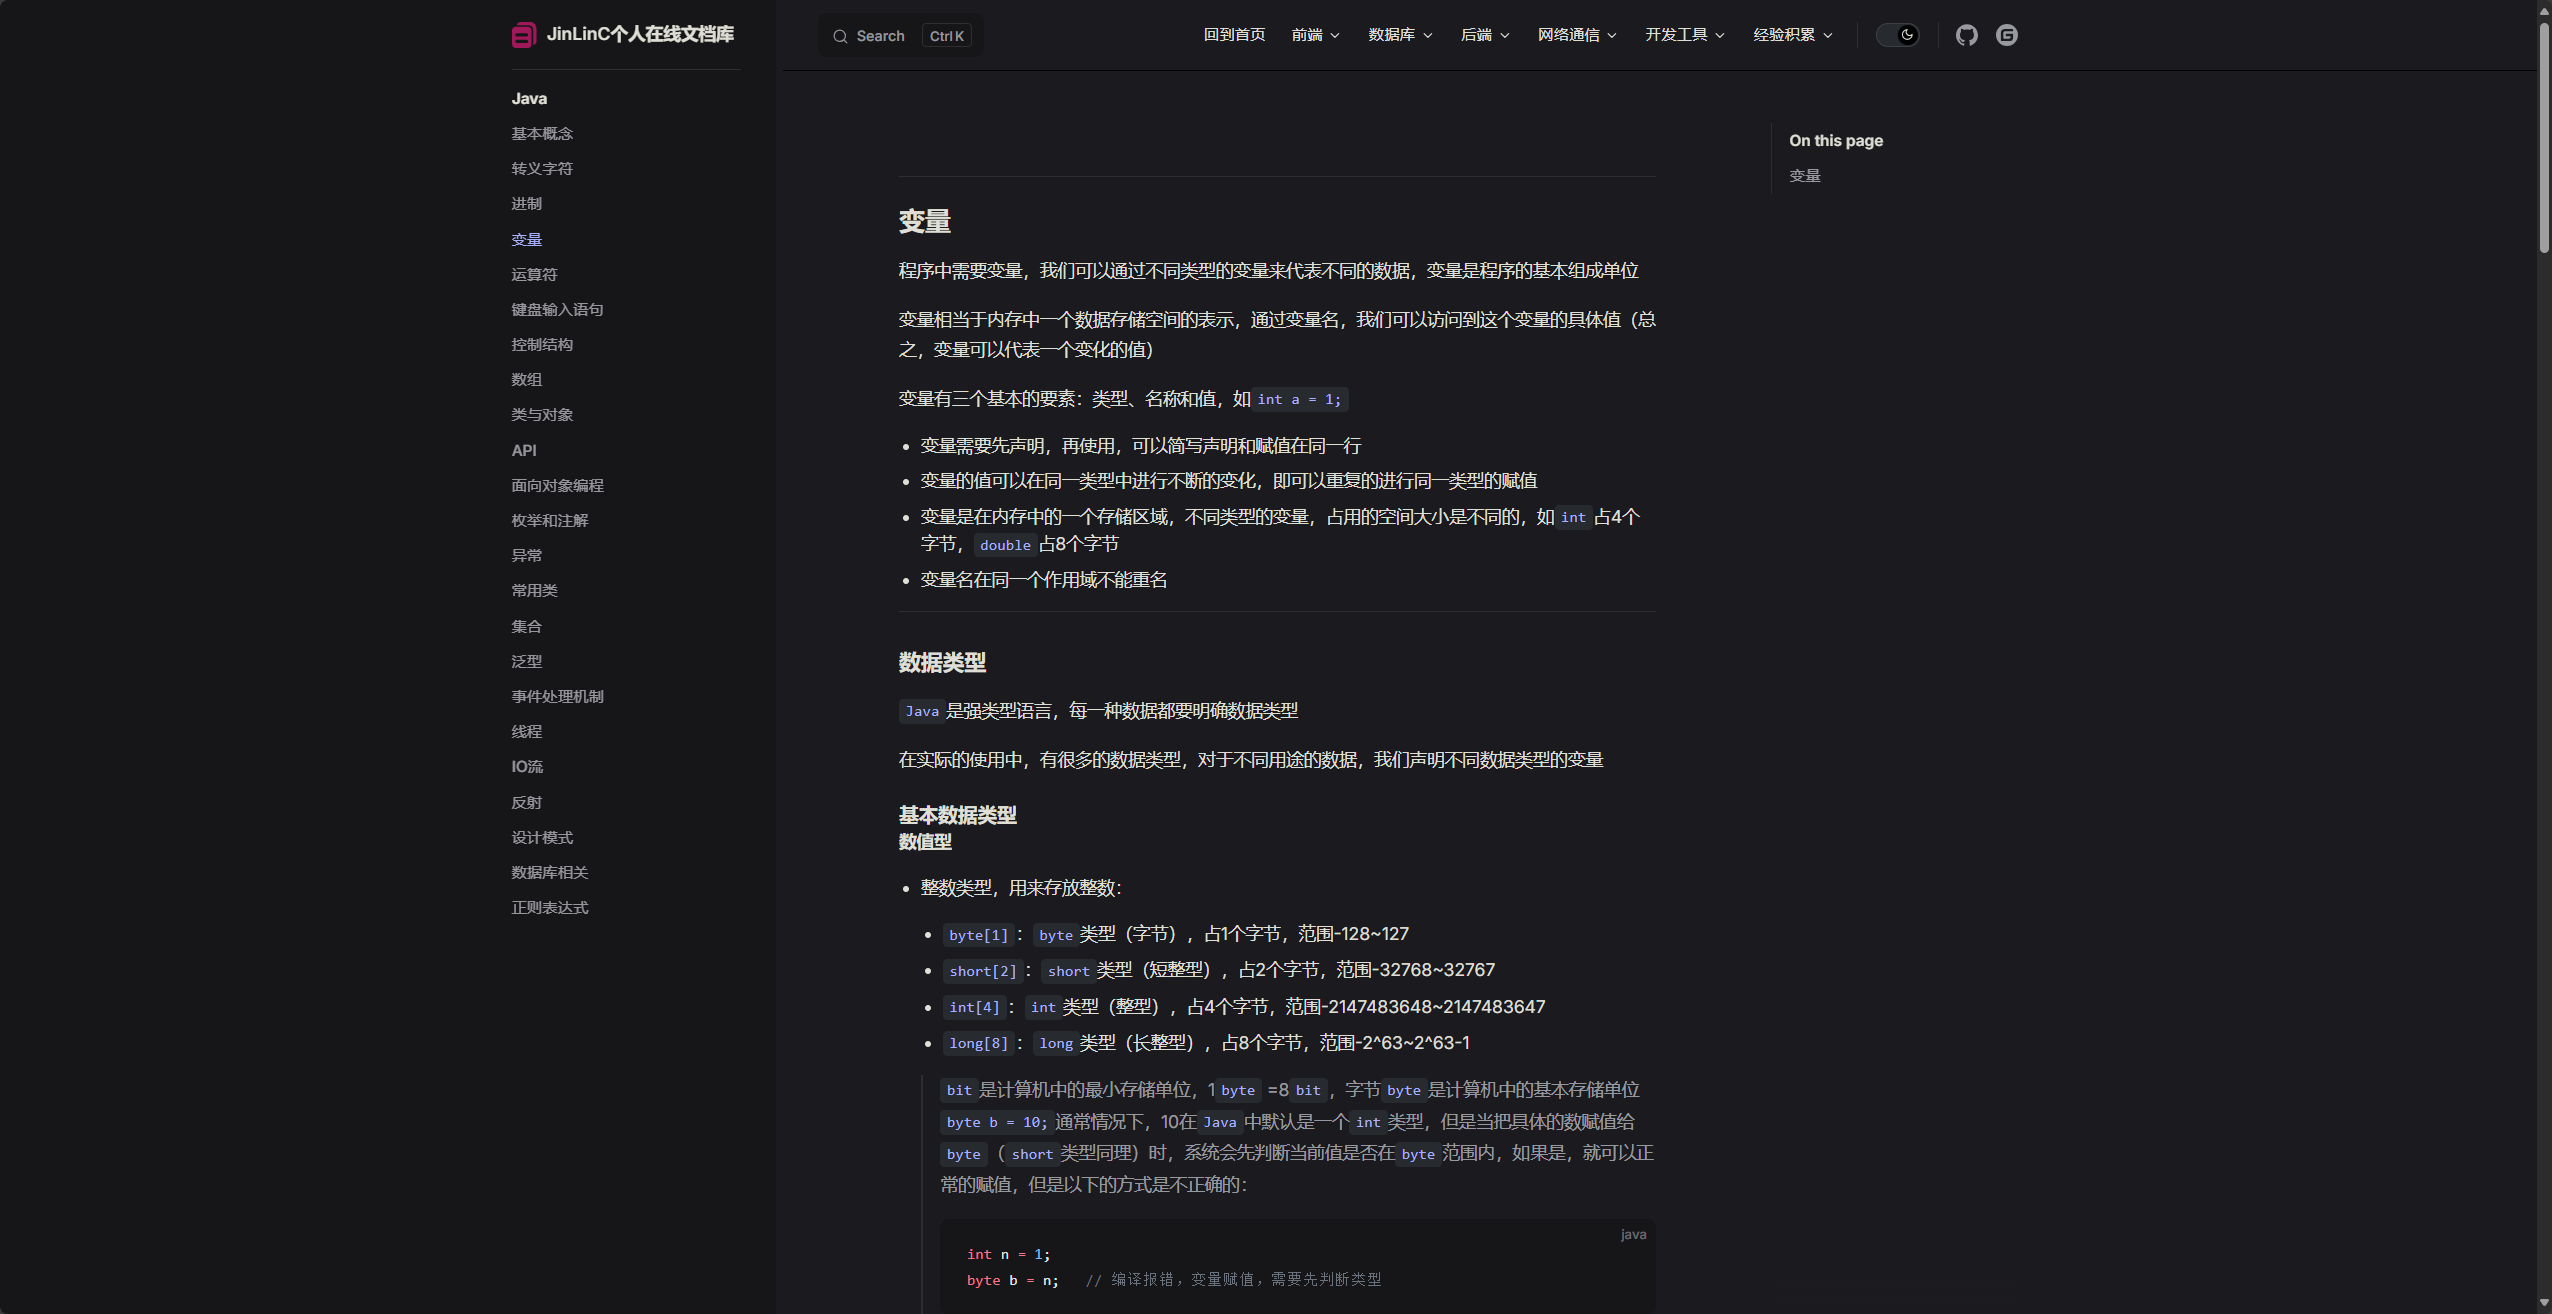 JinLinC个人在线文档库
Search Ctrl K
回到首页 前端 数据库 后端 网络通信 开发工具 经验积累
Java
基本概念
转义字符
进制
变量
运算符
键盘输入语句
控制结构
数组
类与对象
API
面向对象编程
枚举和注解
异常
常用类
集合
泛型
事件处理机制
线程
IO流
反射
设计模式
数据库相关
正则表达式
变量
程序中需要变量，我们可以通过不同类型的变量来代表不同的数据，变量是程序的基本组成单位
变量相当于内存中一个数据存储空间的表示，通过变量名，我们可以访问到这个变量的具体值（总
之，变量可以代表一个变化的值）
变量有三个基本的要素：类型、名称和值，如 int a = 1;
变量需要先声明，再使用，可以简写声明和赋值在同一行
变量的值可以在同一类型中进行不断的变化，即可以重复的进行同一类型的赋值
变量是在内存中的一个存储区域，不同类型的变量，占用的空间大小是不同的，如 int 占4个
字节， double 占8个字节
变量名在同一个作用域不能重名
数据类型
Java 是强类型语言，每一种数据都要明确数据类型
在实际的使用中，有很多的数据类型，对于不同用途的数据，我们声明不同数据类型的变量
基本数据类型
数值型
整数类型，用来存放整数：
byte[1] ： byte 类型（字节），占1个字节，范围-128~127
short[2] ： short 类型（短整型），占2个字节，范围-32768~32767
int[4] ： int 类型（整型），占4个字节，范围-2147483648~2147483647
long[8] ： long 类型（长整型），占8个字节，范围-2^63~2^63-1
bit 是计算机中的最小存储单位，1 byte =8 bit ，字节 byte 是计算机中的基本存储单位
byte b = 10; 通常情况下，10在 Java 中默认是一个 int 类型，但是当把具体的数赋值给
byte （ short 类型同理）时，系统会先判断当前值是否在 byte 范围内，如果是，就可以正
常的赋值，但是以下的方式是不正确的：
java
int n = 1;
byte b = n; // 编译报错，变量赋值，需要先判断类型
On this page
变量